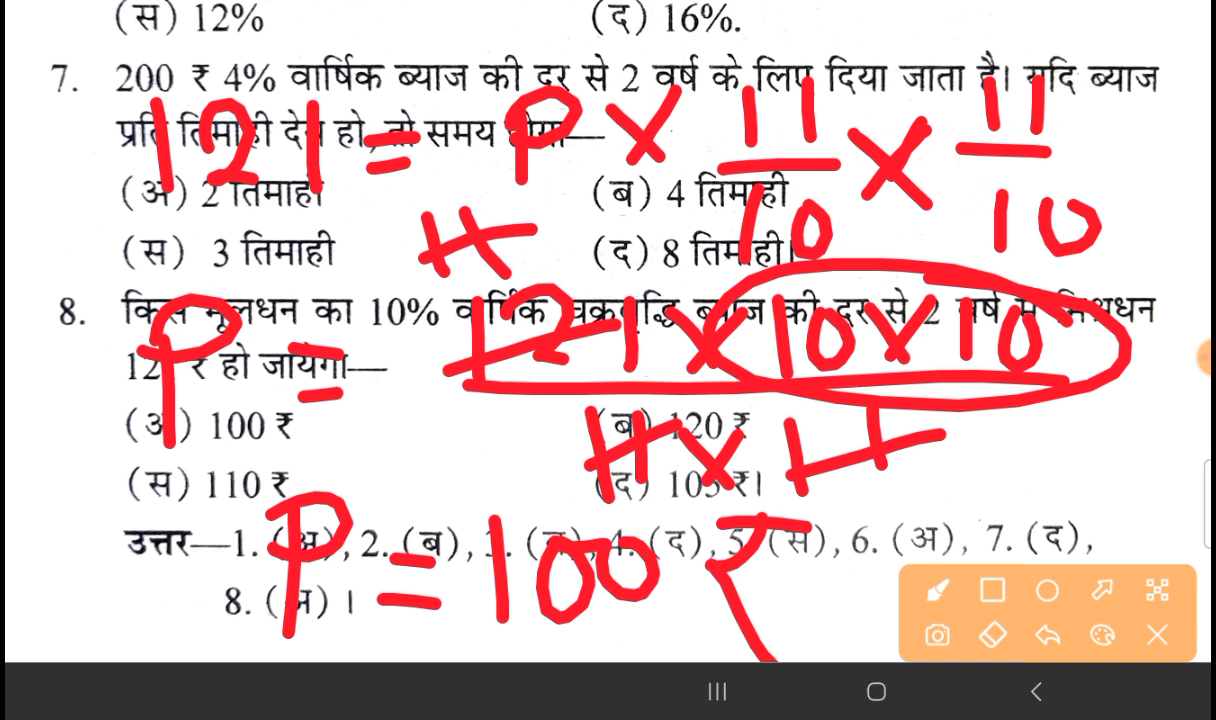 (स) 12% (द) 16%.
7. 200 ₹ 4% वार्षिक ब्याज की दर से 2 वर्ष के लिए दिया जाता है। यदि ब्याज
प्रति तिमाही देय हो, तो समय होगा—
121 = P × 11/10 × 11/10
(अ) 2 तिमाही (ब) 4 तिमाही
(स) 3 तिमाही (द) 8 तिमाही।
11
8. किस मूलधन का 10% वार्षिक चक्रवृद्धि ब्याज की दर से 2 वर्ष में मिश्रधन
P = 121 × 10 × 10
₹ हो जायेगा—
(अ) 100 ₹ (ब) 120 ₹
11 × 11
(स) 110 ₹ (द) 105 ₹।
उत्तर—1. (अ), 2. (ब), 4. (द), 5. (स), 6. (अ), 7. (द),
P = 100 ₹
8. (अ) ।